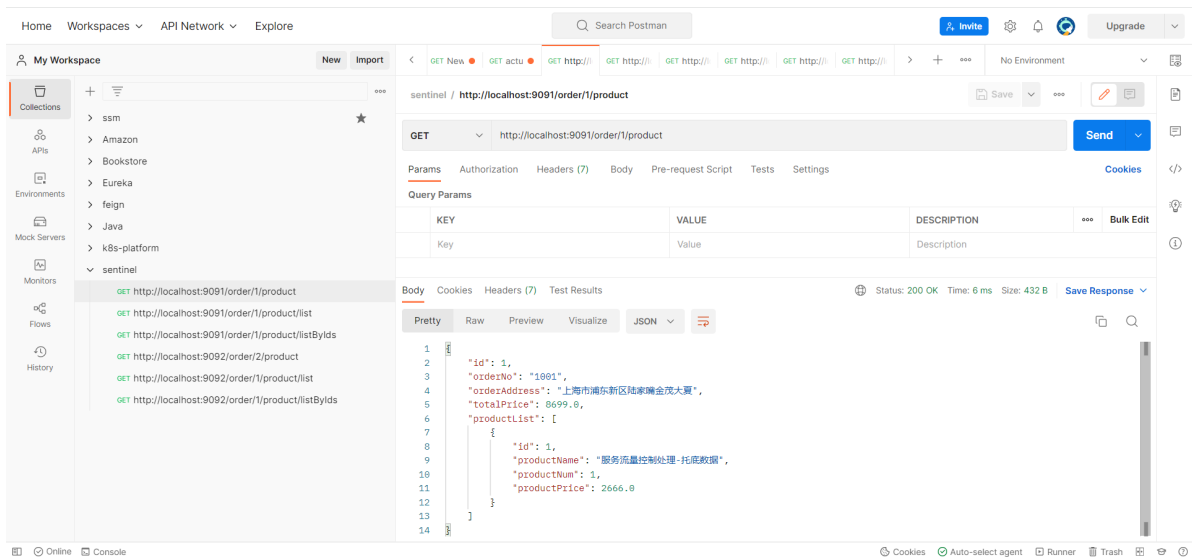 Home Workspaces API Network Explore Search Postman Invite Upgrade
My Workspace New Import GET New GET actu GET http:// GET http:// GET http:// GET http:// GET http:// GET http:// No Environment
Collections
APIs
Environments
Mock Servers
Monitors
Flows
History
ssm
Amazon
Bookstore
Eureka
feign
Java
k8s-platform
sentinel
GET http://localhost:9091/order/1/product
GET http://localhost:9091/order/1/product/list
GET http://localhost:9091/order/1/product/listByIds
GET http://localhost:9092/order/2/product
GET http://localhost:9092/order/1/product/list
GET http://localhost:9092/order/1/product/listByIds
sentinel / http://localhost:9091/order/1/product Save
GET http://localhost:9091/order/1/product Send
Params Authorization Headers (7) Body Pre-request Script Tests Settings Cookies
Query Params
KEY VALUE DESCRIPTION Bulk Edit
Key Value Description
Body Cookies Headers (7) Test Results Status: 200 OK Time: 6 ms Size: 432 B Save Response
Pretty Raw Preview Visualize JSON
1 {
2 "id": 1,
3 "orderNo": "1001",
4 "orderAddress": "上海市浦东新区陆家嘴金茂大夏",
5 "totalPrice": 8699.0,
6 "productList": [
7 {
8 "id": 1,
9 "productName": "服务流量控制处理-托底数据",
10 "productNum": 1,
11 "productPrice": 2666.0
12 }
13 ]
14 }
Online Console Cookies Auto-select agent Runner Trash